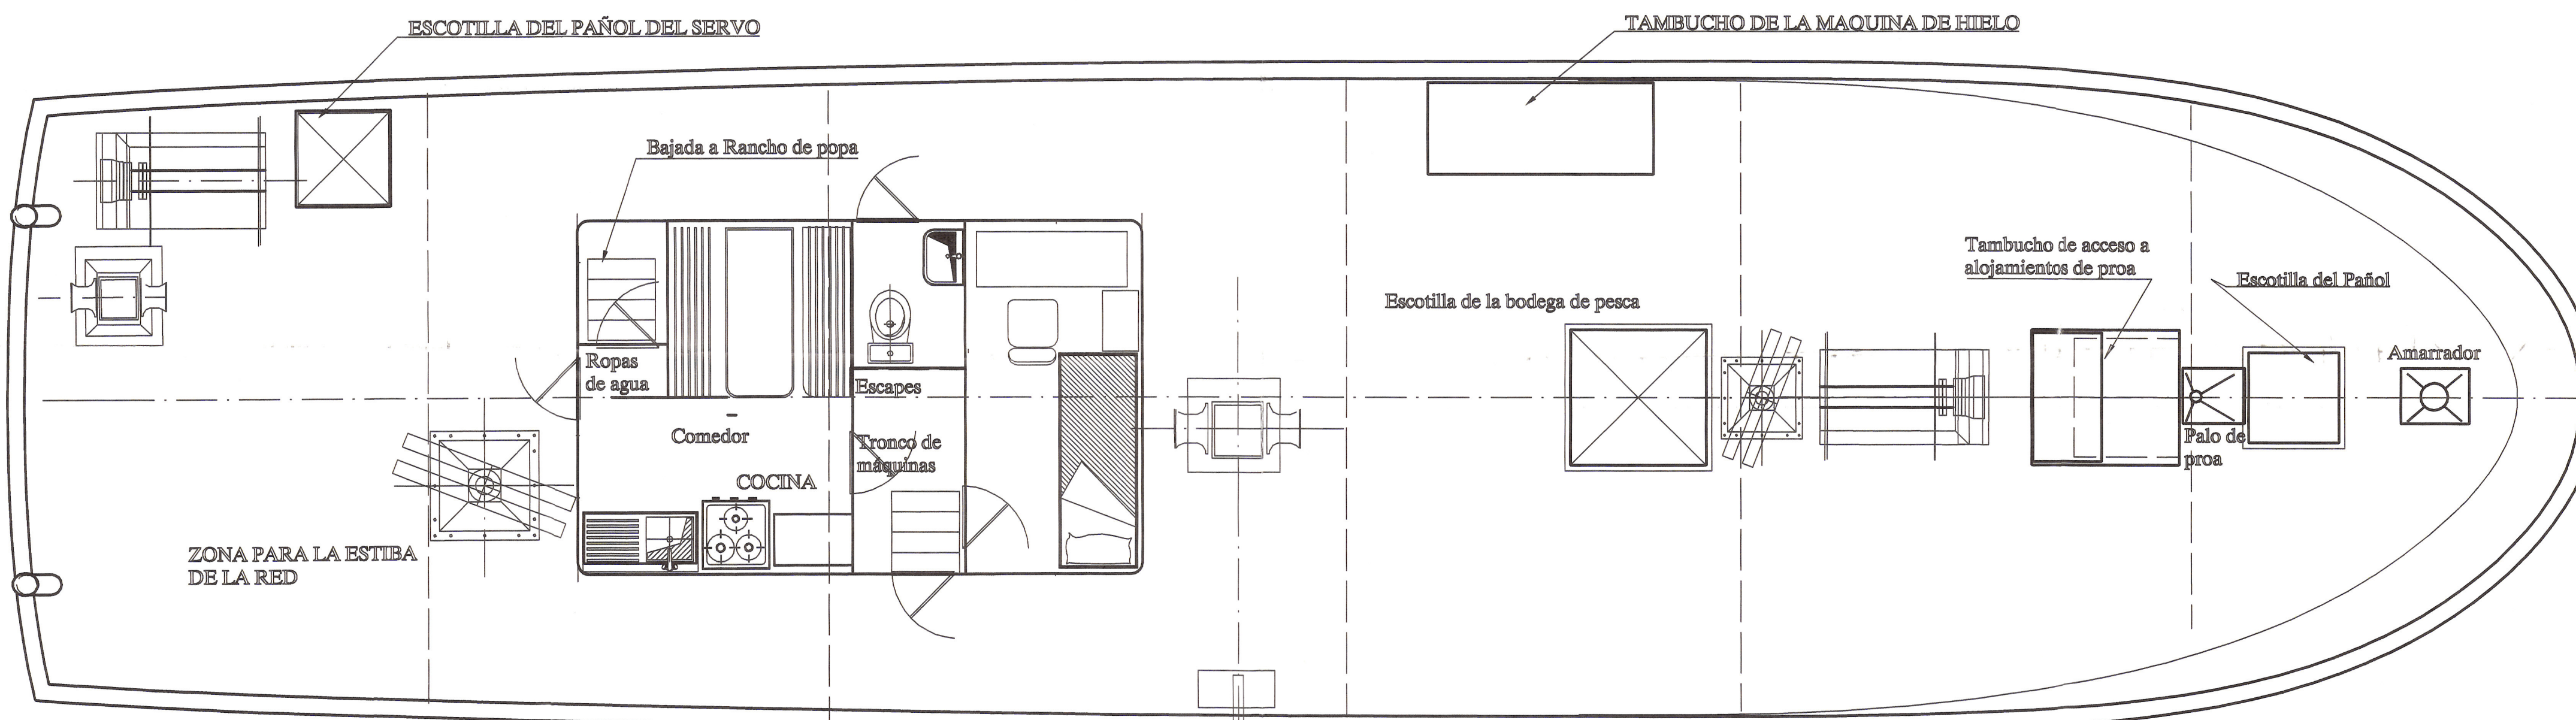 ESCOTILLA DEL PAÑOL DEL SERVO
TAMBUCHO DE LA MAQUINA DE HIELO
Bajada a Rancho de popa
Tambucho de acceso a
alojamientos de proa
Escotilla del Pañol
Escotilla de la bodega de pesca
Amarrador
Ropas
de agua
Escapes
Comedor
Tronco de
máquinas
Palo de
proa
COCINA
ZONA PARA LA ESTIBA
DE LA RED